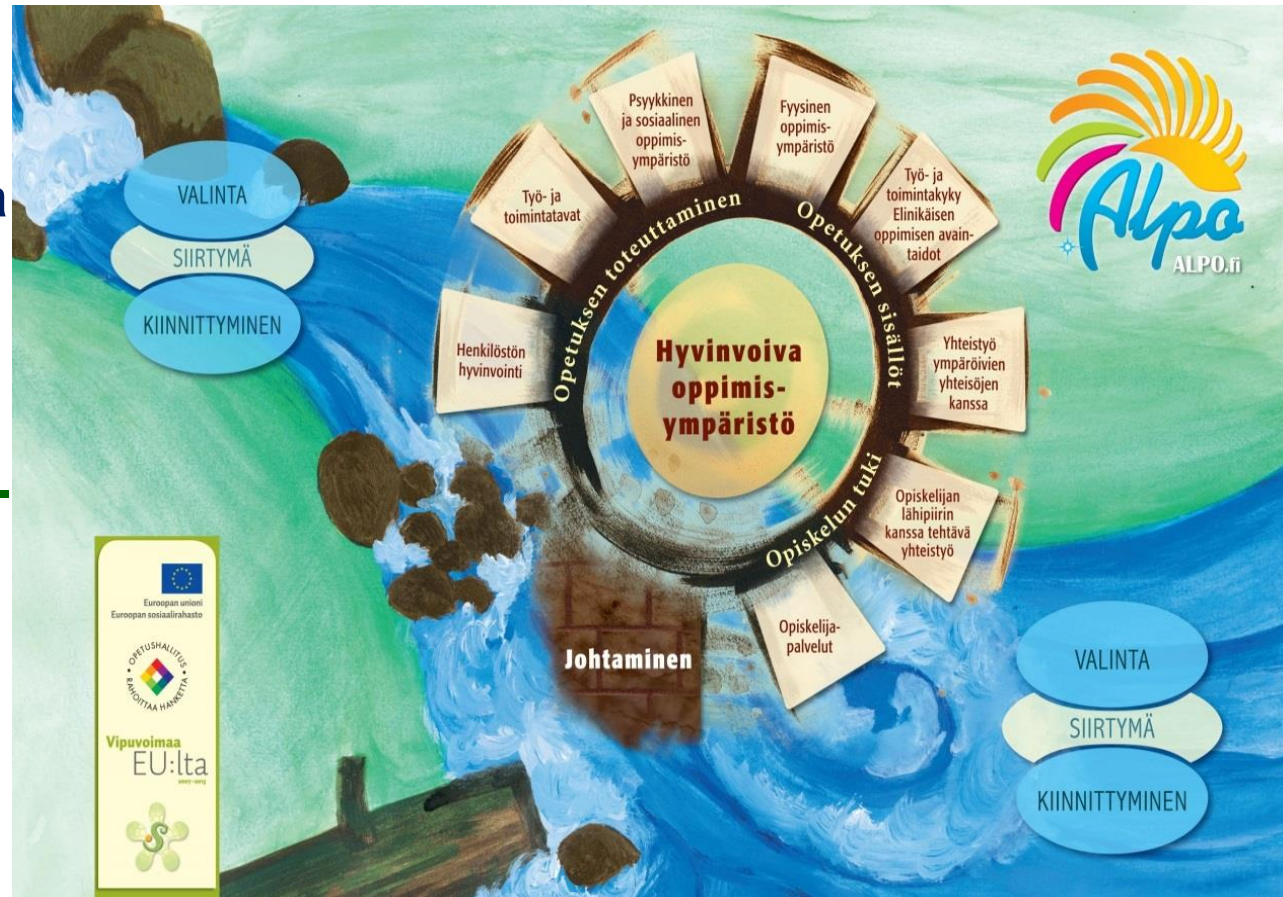 a
VALINTA
SIIRTYMÄ
KIINNITTYMINEN
Psyykkinen
ja sosiaalinen
oppimis-
ympäristö
Fyysinen
oppimis-
ympäristö
Työ- ja
toimintatavat
Työ- ja
toimintakyky
Elinikäisen
oppimisen avain-
taidot
Henkilöstön
hyvinvointi
Yhteistyö
ympäröivien
yhteisöjen
kanssa
Opiskelijan
lähipiirin
kanssa tehtävä
yhteistyö
Opiskelija-
palvelut
Opetuksen toteuttaminen
Opetuksen sisällöt
Opiskelun tuki
Hyvinvoiva
oppimis-
ympäristö
Johtaminen
Alpo
ALPO.fi
Euroopan unioni
Euroopan sosiaalirahasto
OPETUSHALLITUS
RAHOITTAA HANKETTA
Vipuvoimaa
EU:lta
2007–2013
S
VALINTA
SIIRTYMÄ
KIINNITTYMINEN